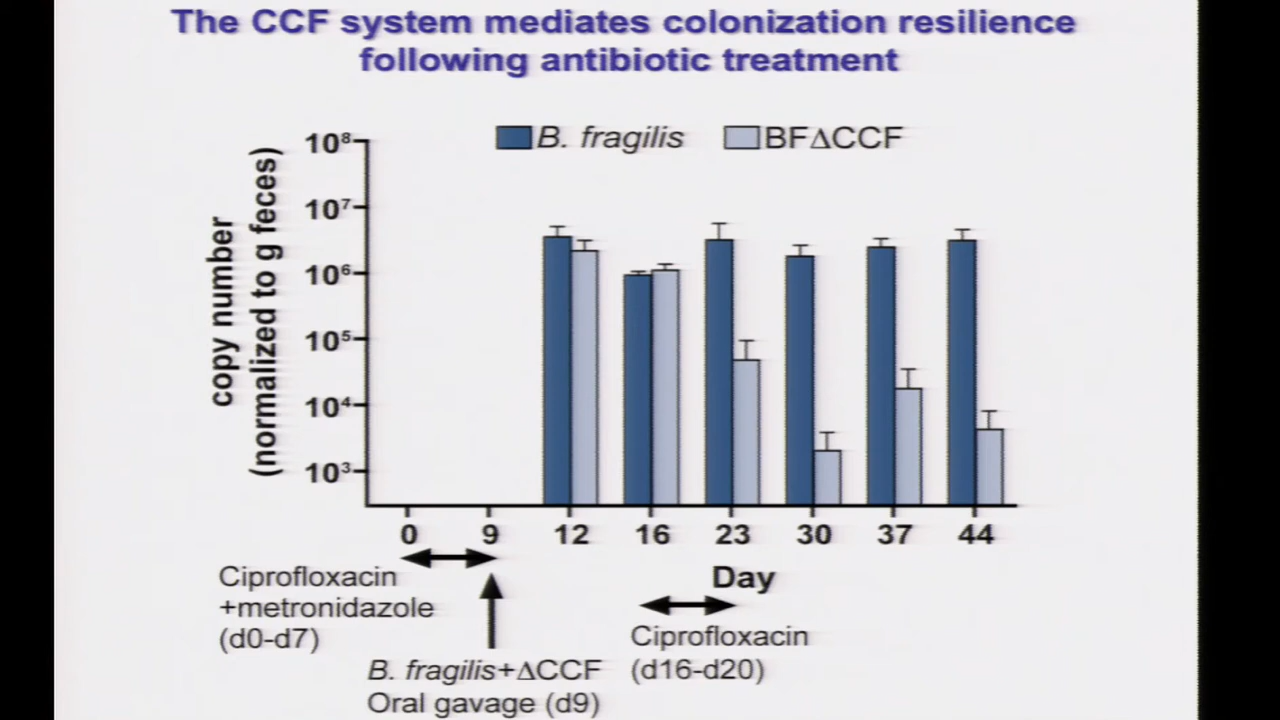 The CCF system mediates colonization resilience
following antibiotic treatment
B. fragilis BFΔCCF
copy number
(normalized to g feces)
10⁸
10⁷
10⁶
10⁵
10⁴
10³
0 9 12 16 23 30 37 44
Day
Ciprofloxacin
+metronidazole
(d0-d7)
B. fragilis+ΔCCF
Oral gavage (d9)
Ciprofloxacin
(d16-d20)